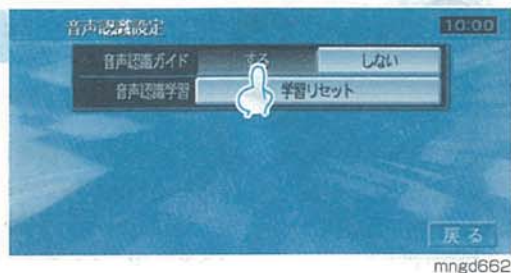 音声認識設定 10:00
音声認識ガイド する しない
音声認識学習 学習リセット
戻る
mngd662